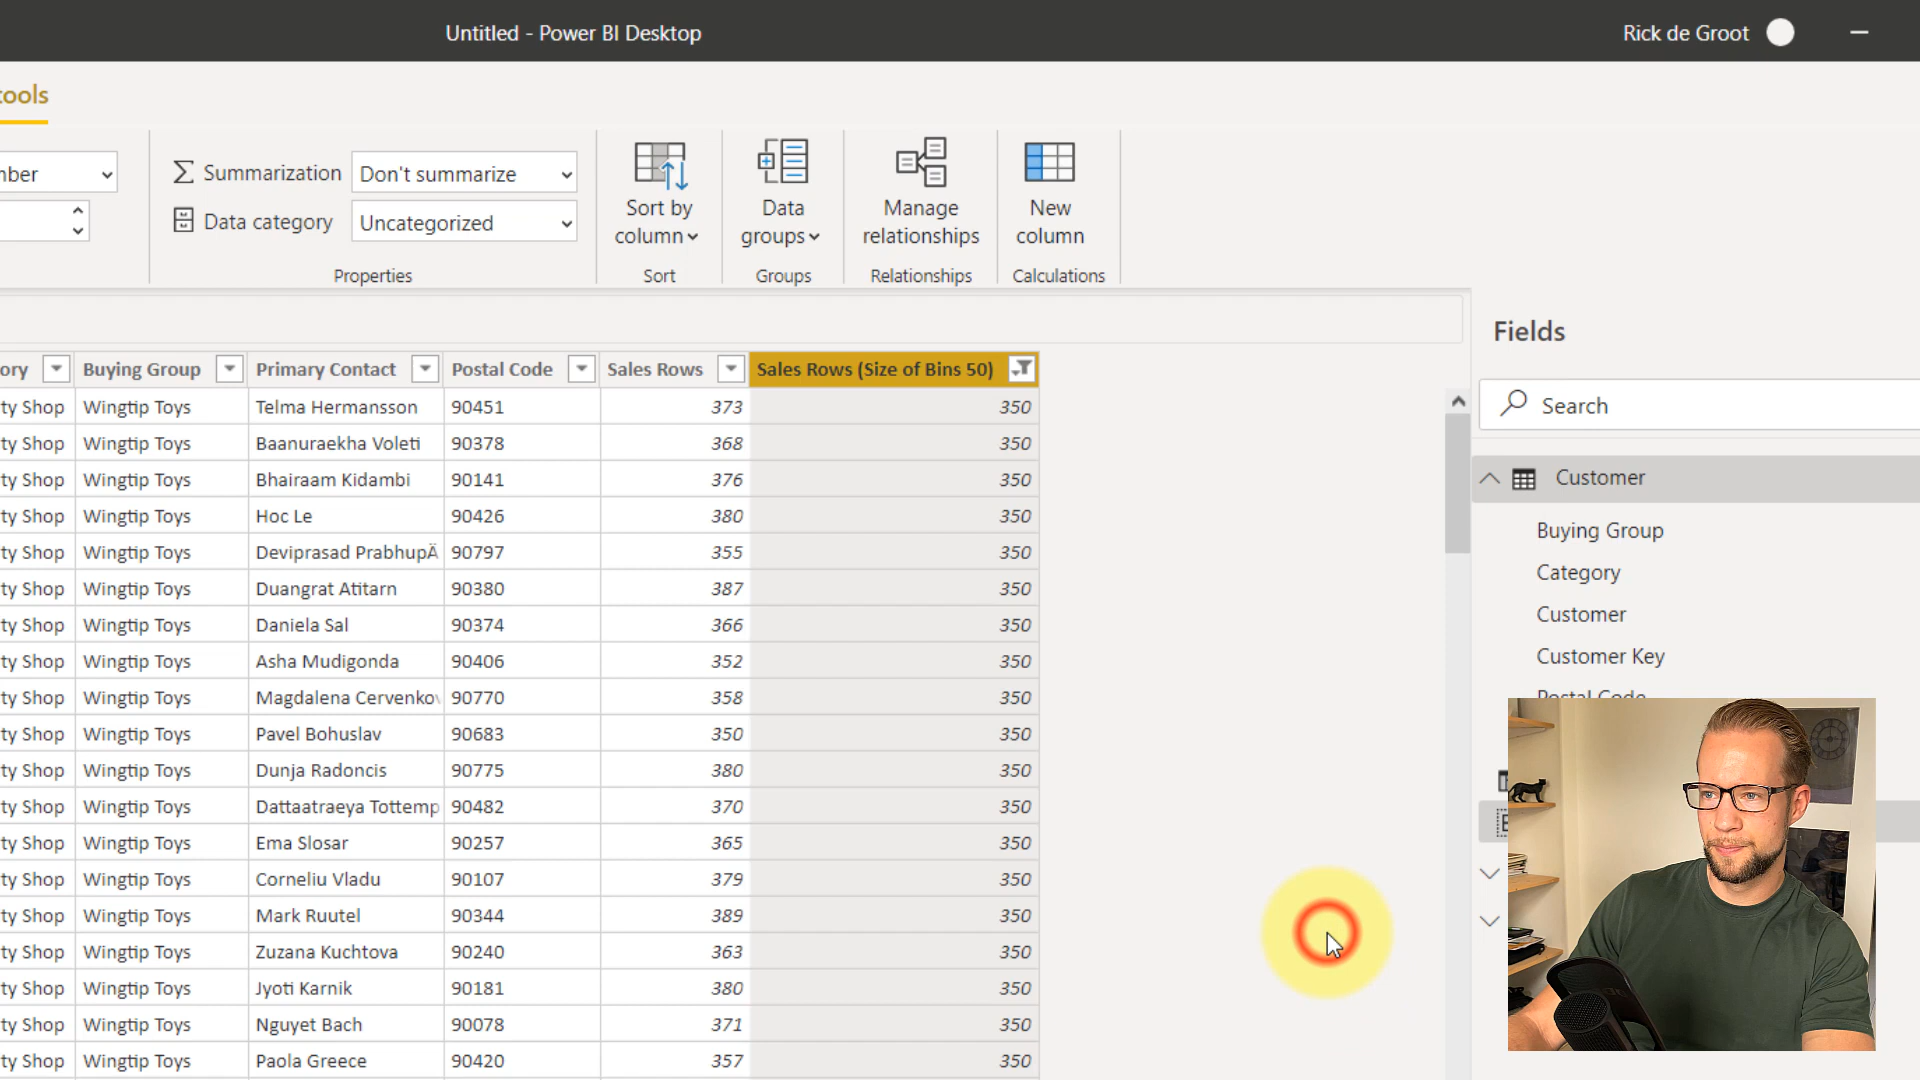 Untitled - Power BI Desktop
Rick de Groot
tools
nber
Summarization
Don't summarize
Data category
Uncategorized
Properties
Sort by
column
Sort
Data
groups
Groups
Manage
relationships
Relationships
New
column
Calculations
Fields
Search
Customer
Buying Group
Category
Customer
Customer Key
Postal Code
ory Buying Group Primary Contact Postal Code Sales Rows Sales Rows (Size of Bins 50)
ty Shop Wingtip Toys Telma Hermansson 90451 373 350
ty Shop Wingtip Toys Baanuraekha Voleti 90378 368 350
ty Shop Wingtip Toys Bhairaam Kidambi 90141 376 350
ty Shop Wingtip Toys Hoc Le 90426 380 350
ty Shop Wingtip Toys Deviprasad PrabhupÄ 90797 355 350
ty Shop Wingtip Toys Duangrat Atitarn 90380 387 350
ty Shop Wingtip Toys Daniela Sal 90374 366 350
ty Shop Wingtip Toys Asha Mudigonda 90406 352 350
ty Shop Wingtip Toys Magdalena Cervenkov 90770 358 350
ty Shop Wingtip Toys Pavel Bohuslav 90683 350 350
ty Shop Wingtip Toys Dunja Radoncis 90775 380 350
ty Shop Wingtip Toys Dattaatraeya Tottemp 90482 370 350
ty Shop Wingtip Toys Ema Slosar 90257 365 350
ty Shop Wingtip Toys Corneliu Vladu 90107 379 350
ty Shop Wingtip Toys Mark Ruutel 90344 389 350
ty Shop Wingtip Toys Zuzana Kuchtova 90240 363 350
ty Shop Wingtip Toys Jyoti Karnik 90181 380 350
ty Shop Wingtip Toys Nguyet Bach 90078 371 350
ty Shop Wingtip Toys Paola Greece 90420 357 350